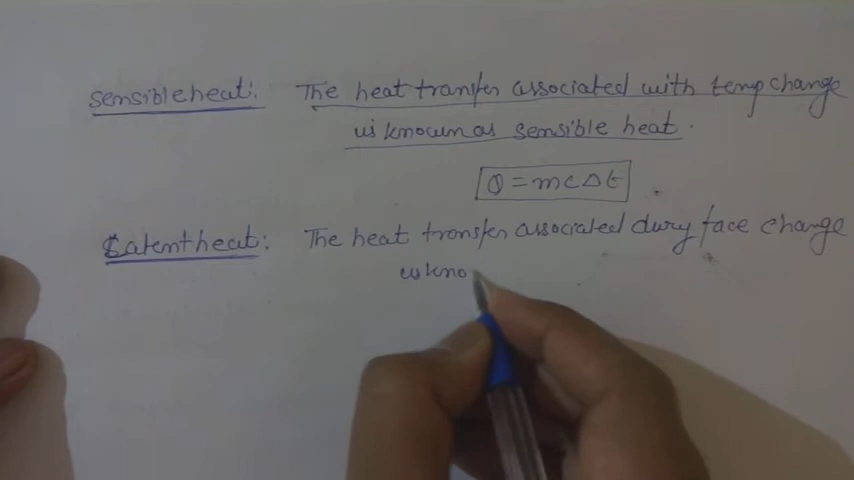 sensible heat: The heat transfer associated with temp change
is known as sensible heat.
Q = mcΔt
Latent heat: The heat transfer associated during face change
is kno